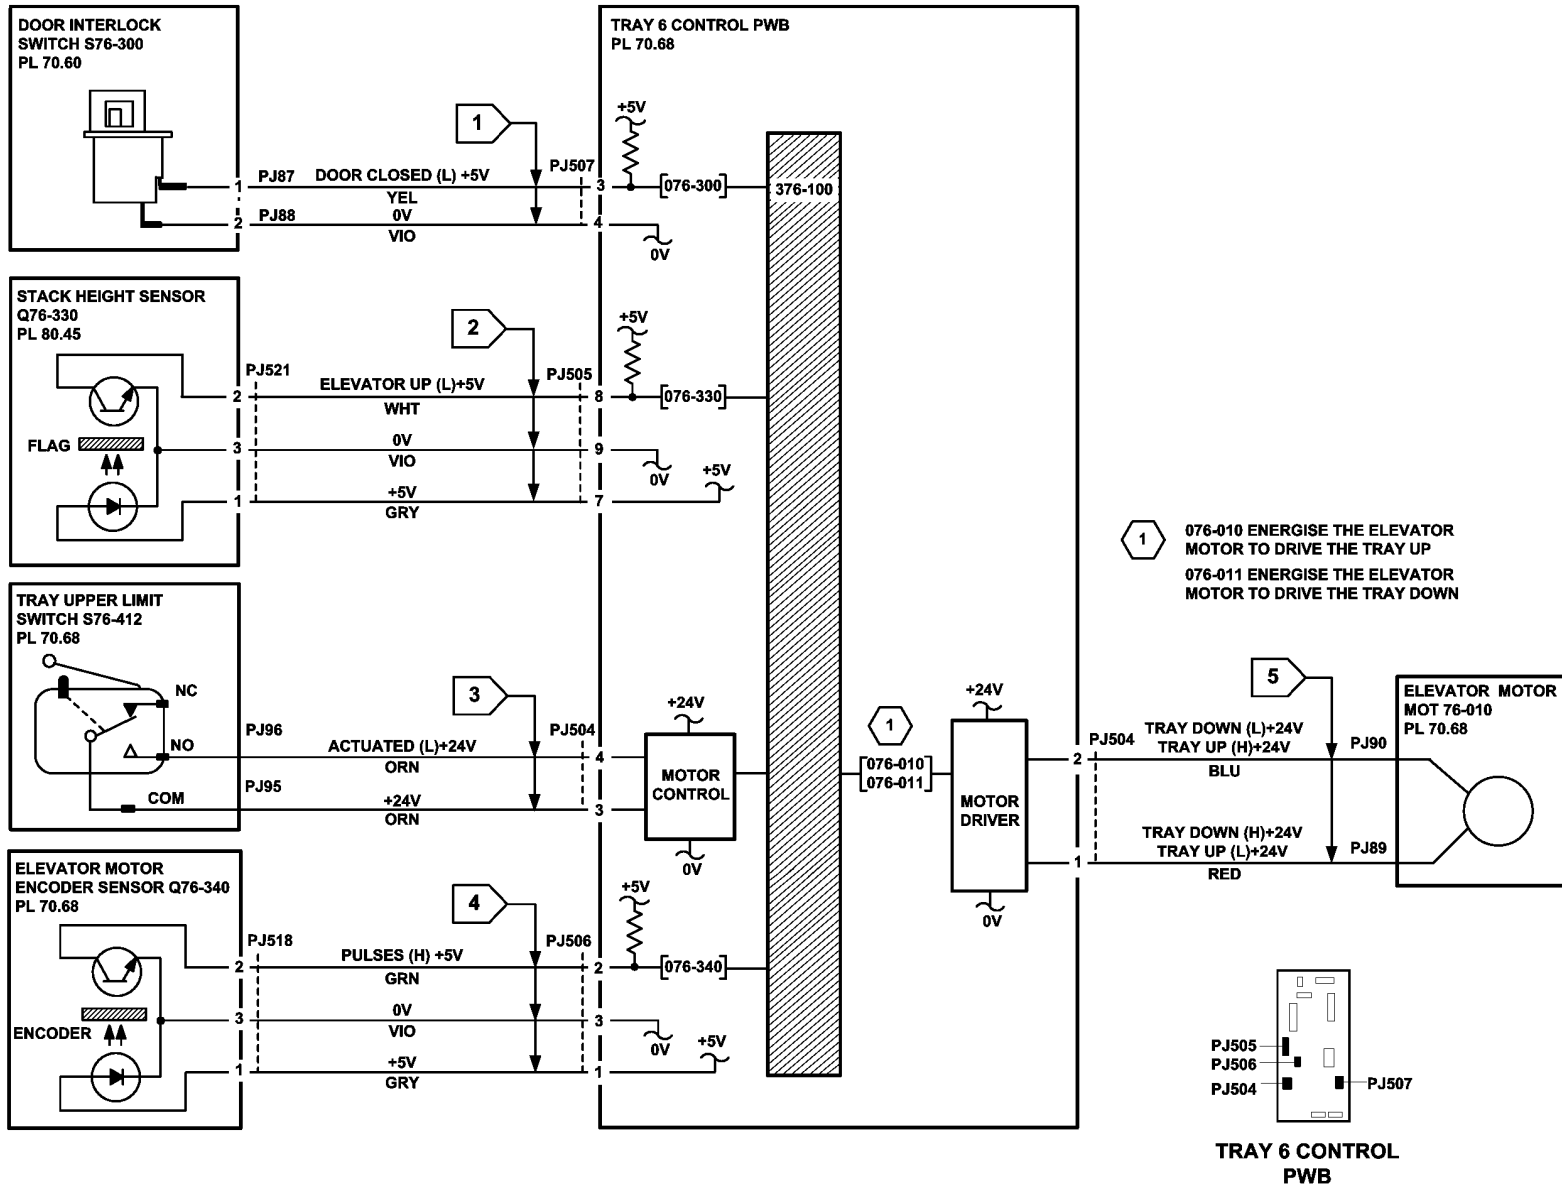 DOOR INTERLOCK
SWITCH S76-300
PL 70.60
1
PJ87
DOOR CLOSED (L) +5V
YEL
2
PJ88
0V
VIO
1
PJ507
3
4
TRAY 6 CONTROL PWB
PL 70.68
+5V
[076-300]
0V
376-100
STACK HEIGHT SENSOR
Q76-330
PL 80.45
FLAG
PJ521
2
ELEVATOR UP (L)+5V
WHT
3
0V
VIO
1
+5V
GRY
2
PJ505
8
9
7
+5V
[076-330]
0V
+5V
TRAY UPPER LIMIT
SWITCH S76-412
PL 70.68
NC
NO
COM
PJ96
ACTUATED (L)+24V
ORN
PJ95
+24V
ORN
3
PJ504
4
3
+24V
MOTOR
CONTROL
0V
1
[076-010]
[076-011]
+24V
MOTOR
DRIVER
0V
1
076-010 ENERGISE THE ELEVATOR
MOTOR TO DRIVE THE TRAY UP
076-011 ENERGISE THE ELEVATOR
MOTOR TO DRIVE THE TRAY DOWN
PJ504
2
TRAY DOWN (L)+24V
TRAY UP (H)+24V
BLU
PJ90
1
TRAY DOWN (H)+24V
TRAY UP (L)+24V
RED
PJ89
5
ELEVATOR MOTOR
MOT 76-010
PL 70.68
ELEVATOR MOTOR
ENCODER SENSOR Q76-340
PL 70.68
ENCODER
PJ518
2
PULSES (H) +5V
GRN
3
0V
VIO
1
+5V
GRY
4
PJ506
2
3
1
+5V
[076-340]
0V
+5V
PJ505
PJ506
PJ504
PJ507
TRAY 6 CONTROL
PWB